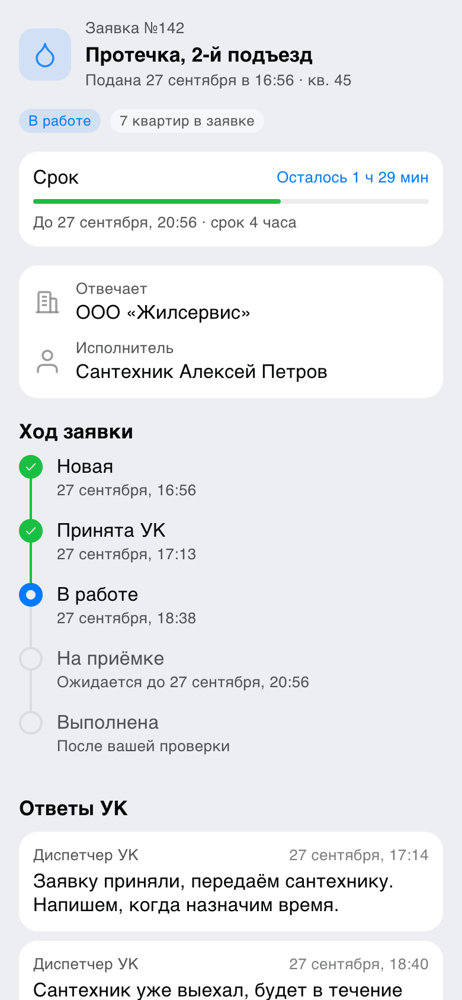 Заявка №142
Протечка, 2-й подъезд
Подана 27 сентября в 16:56 · кв. 45
В работе
7 квартир в заявке
Срок
Осталось 1 ч 29 мин
До 27 сентября, 20:56 · срок 4 часа
Отвечает
ООО «Жилсервис»
Исполнитель
Сантехник Алексей Петров
Ход заявки
Новая
27 сентября, 16:56
Принята УК
27 сентября, 17:13
В работе
27 сентября, 18:38
На приёмке
Ожидается до 27 сентября, 20:56
Выполнена
После вашей проверки
Ответы УК
Диспетчер УК
27 сентября, 17:14
Заявку приняли, передаём сантехнику.
Напишем, когда назначим время.
Диспетчер УК
27 сентября, 18:40
Сантехник уже выехал, будет в течение